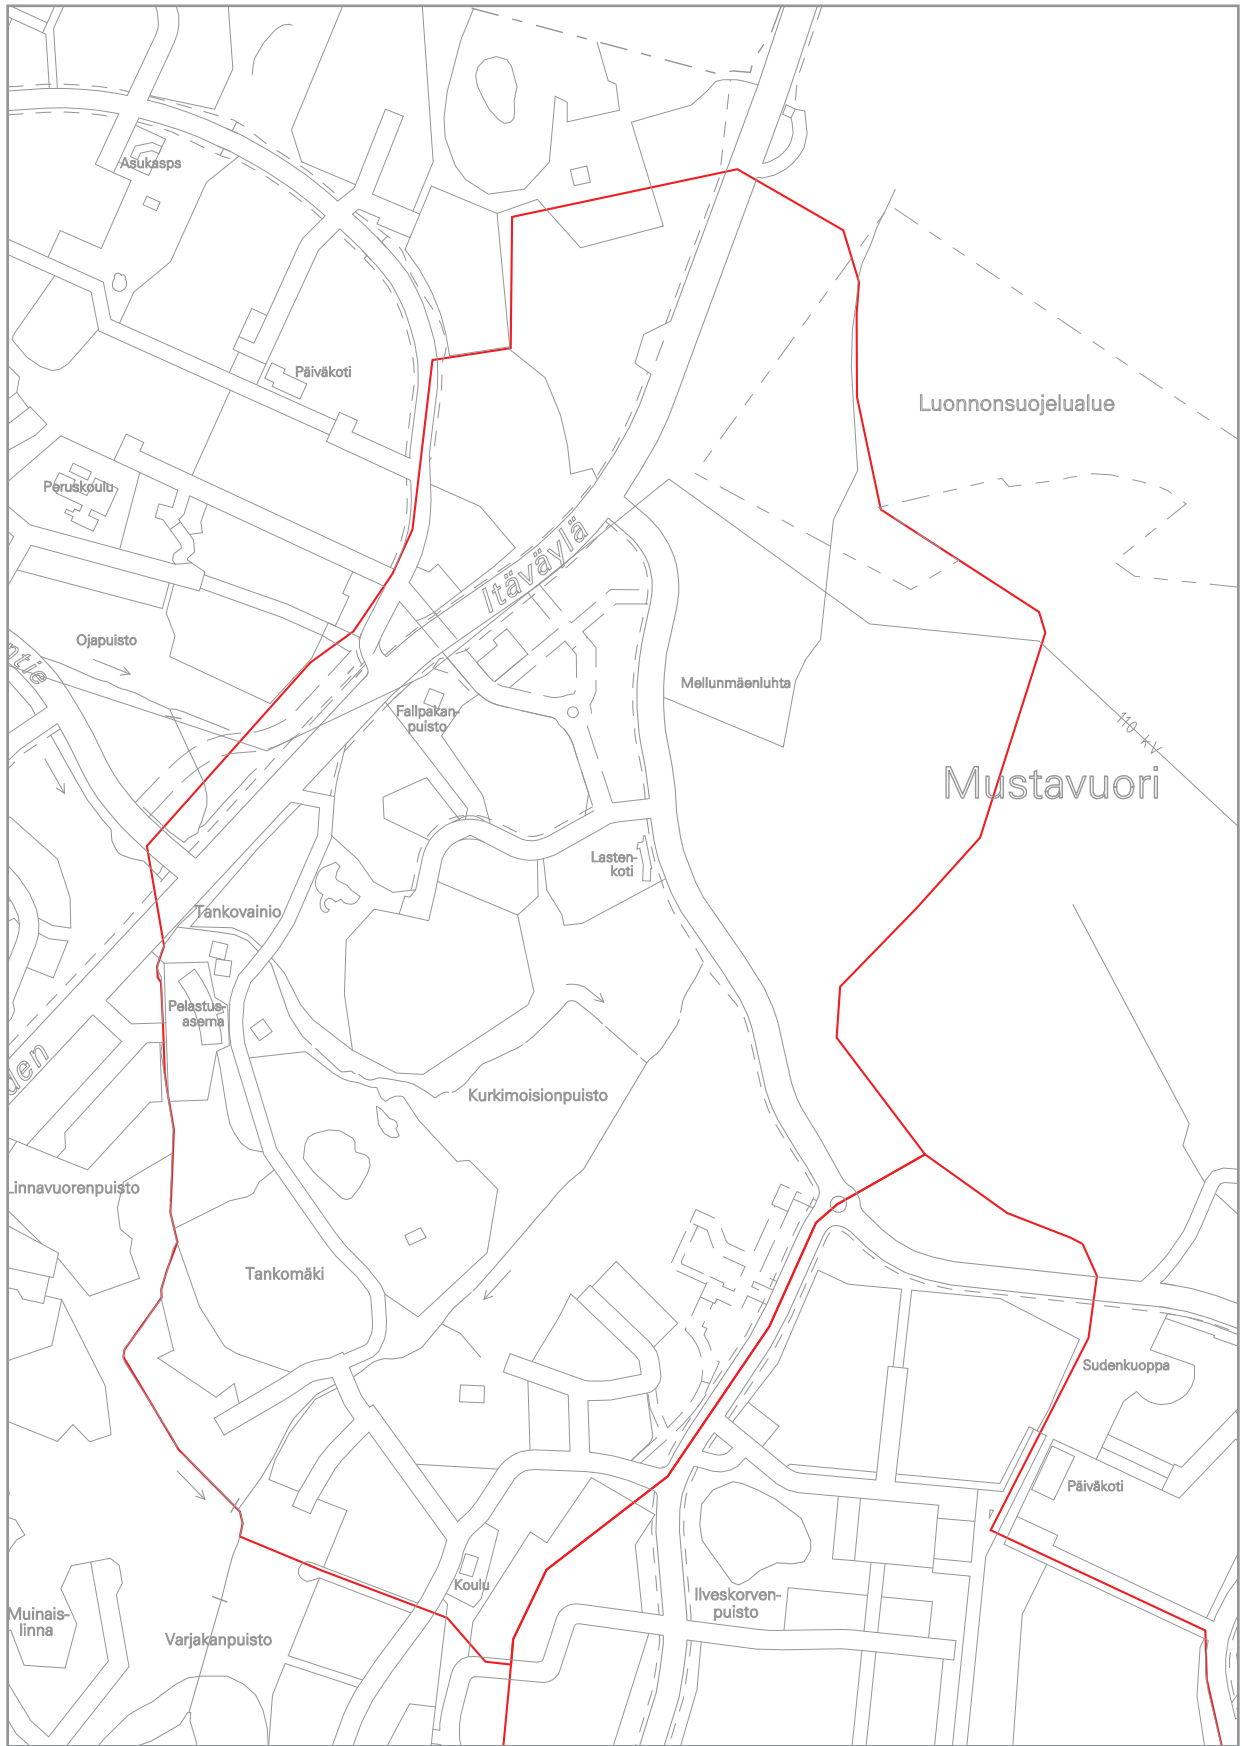 Asukasps
Päiväkoti
Luonnonsuojelualue
Peruskoulu
Itäväylä
Ojapuisto
ntie
Mellunmäenluhta
Fallpakan-
puisto
110 kV
Mustavuori
Lasten-
koti
Tankovainio
Pelastus-
asema
den
Kurkimoisionpuisto
Linnavuorenpuisto
Tankomäki
Sudenkuoppa
Päiväkoti
Koulu
Ilveskorven-
puisto
Muinais-
linna
Varjakanpuisto